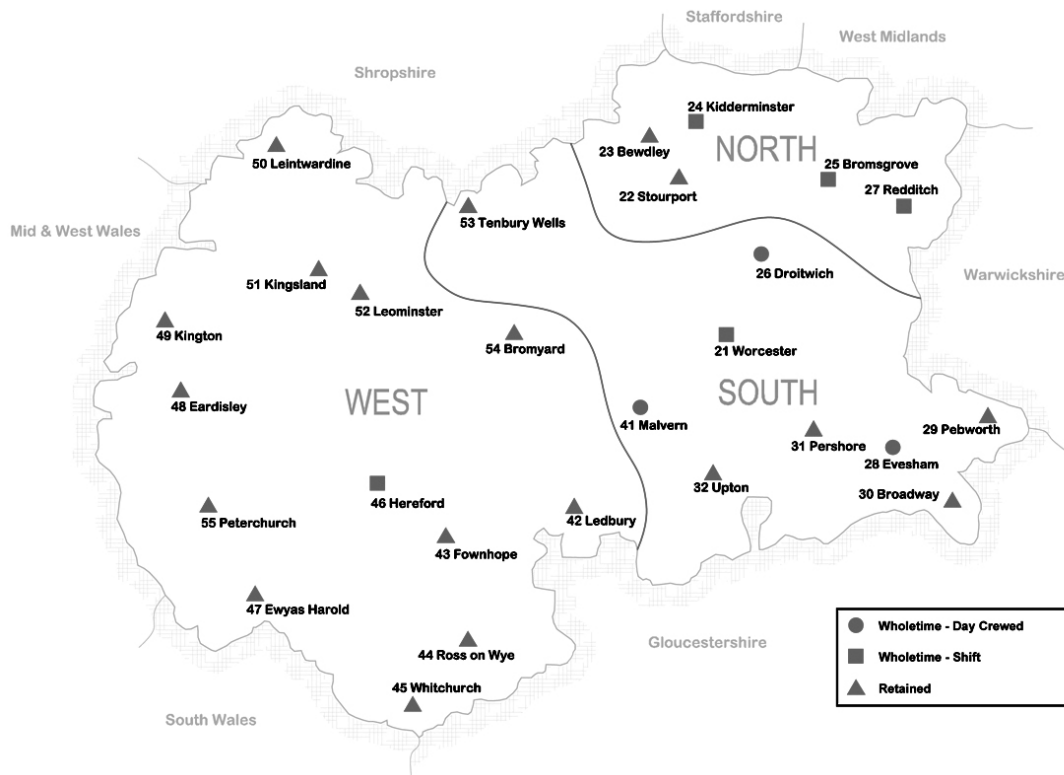 Staffordshire
West Midlands
Shropshire
24 Kidderminster
23 Bewdley
NORTH
50 Leintwardine
25 Bromsgrove
22 Stourport
27 Redditch
53 Tenbury Wells
Mid & West Wales
26 Droitwich
Warwickshire
51 Kingsland
52 Leominster
49 Kington
54 Bromyard
21 Worcester
48 Eardisley
WEST
SOUTH
41 Malvern
29 Pebworth
31 Pershore
28 Evesham
32 Upton
30 Broadway
46 Hereford
55 Peterchurch
42 Ledbury
43 Fownhope
47 Ewyas Harold
Wholetime - Day Crewed
Gloucestershire
44 Ross on Wye
Wholetime - Shift
45 Whitchurch
Retained
South Wales